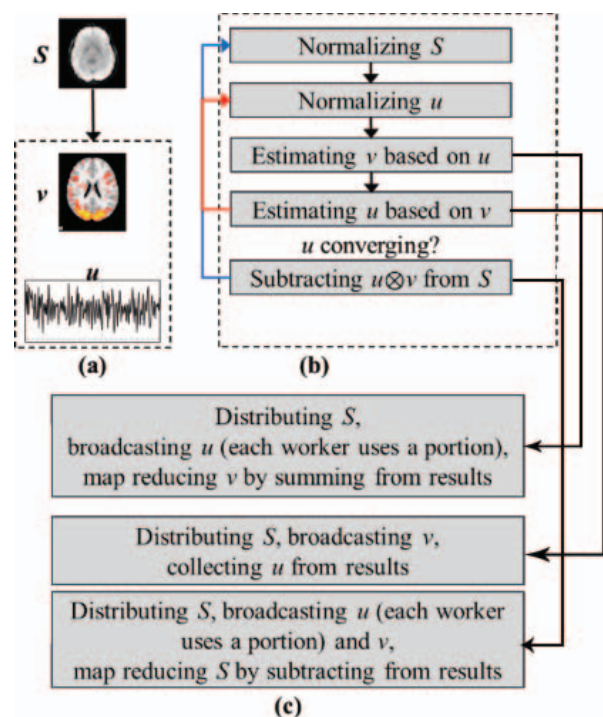 S
v
u
(a)
Normalizing S
Normalizing u
Estimating v based on u
Estimating u based on v
u converging?
Subtracting u⊗v from S
(b)
Distributing S,
broadcasting u (each worker uses a portion),
map reducing v by summing from results
Distributing S, broadcasting v,
collecting u from results
Distributing S, broadcasting u (each worker
uses a portion) and v,
map reducing S by subtracting from results
(c)